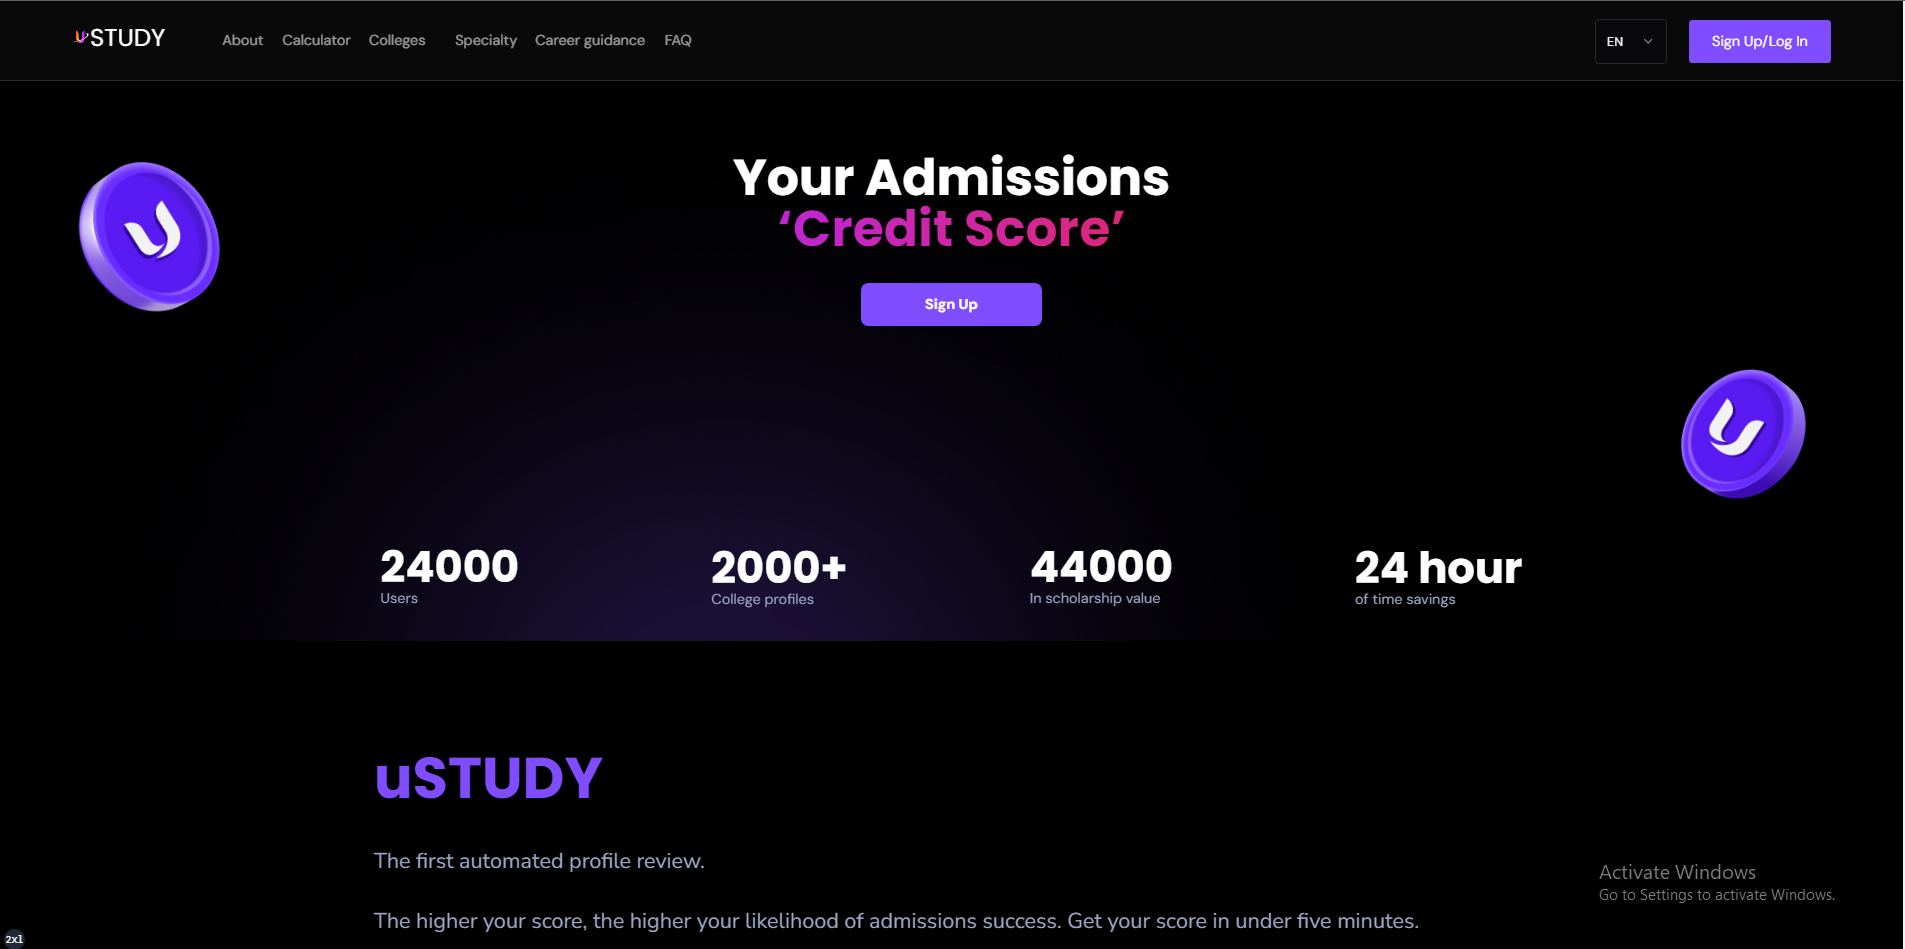 uSTUDY
About Calculator Colleges Specialty Career guidance FAQ
EN
Sign Up/Log In
Your Admissions
‘Credit Score’
Sign Up
24000
Users
2000+
College profiles
44000
In scholarship value
24 hour
of time savings
uSTUDY
The first automated profile review.
The higher your score, the higher your likelihood of admissions success. Get your score in under five minutes.
Activate Windows
Go to Settings to activate Windows.
2xl